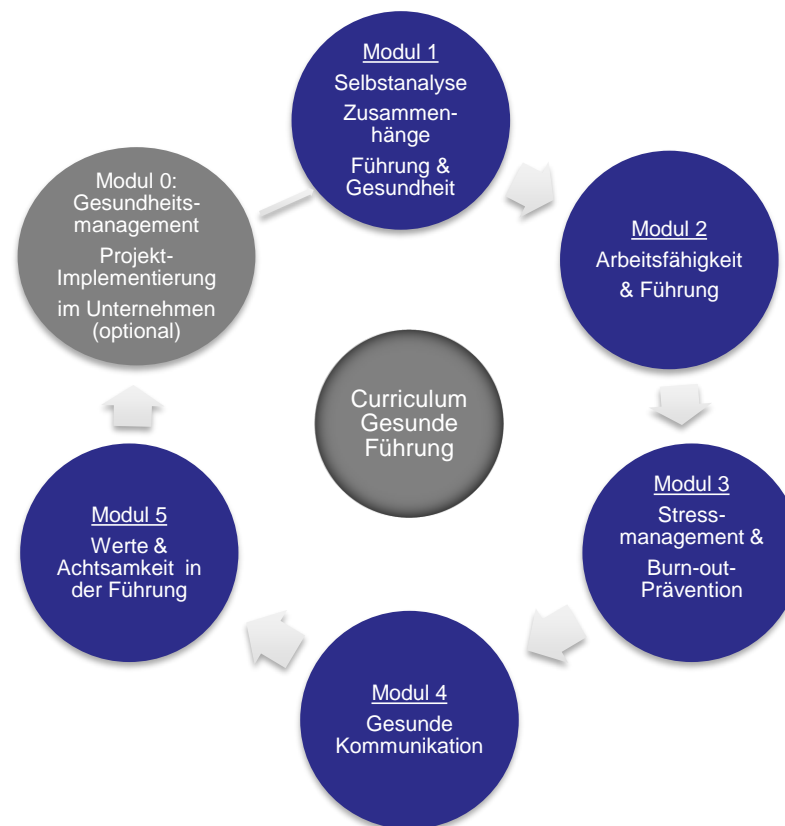 Modul 1
Selbstanalyse
Zusammen-
hänge
Führung &
Gesundheit
Modul 2
Arbeitsfähigkeit
& Führung
Modul 3
Stress-
management &
Burn-out-
Prävention
Modul 4
Gesunde
Kommunikation
Modul 5
Werte &
Achtsamkeit in
der Führung
Modul 0:
Gesundheits-
management
Projekt-
Implementierung
im Unternehmen
(optional)
Curriculum
Gesunde
Führung